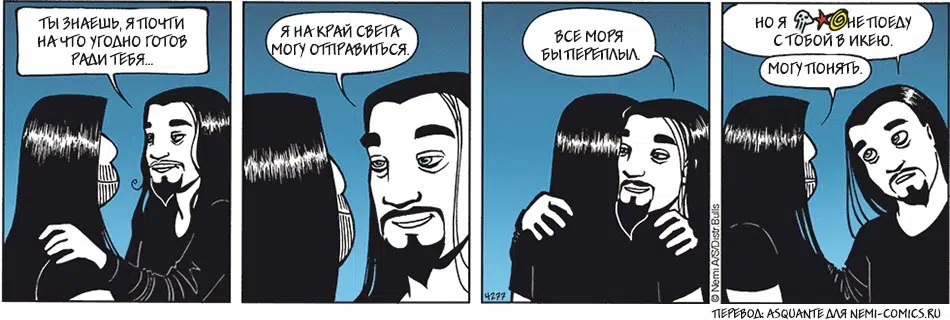 ТЫ ЗНАЕШЬ, Я ПОЧТИ
НА ЧТО УГОДНО ГОТОВ
РАДИ ТЕБЯ...
Я НА КРАЙ СВЕТА
МОГУ ОТПРАВИТЬСЯ.
ВСЕ МОРЯ
БЫ ПЕРЕПЛЫЛ.
4277
© Nemi A/S/Distr.Bulls
НО Я НЕ ПОЕДУ
С ТОБОЙ В ИКЕЮ.
МОГУ ПОНЯТЬ.
ПЕРЕВОД: ASQUANTE ДЛЯ NEMI-COMICS.RU